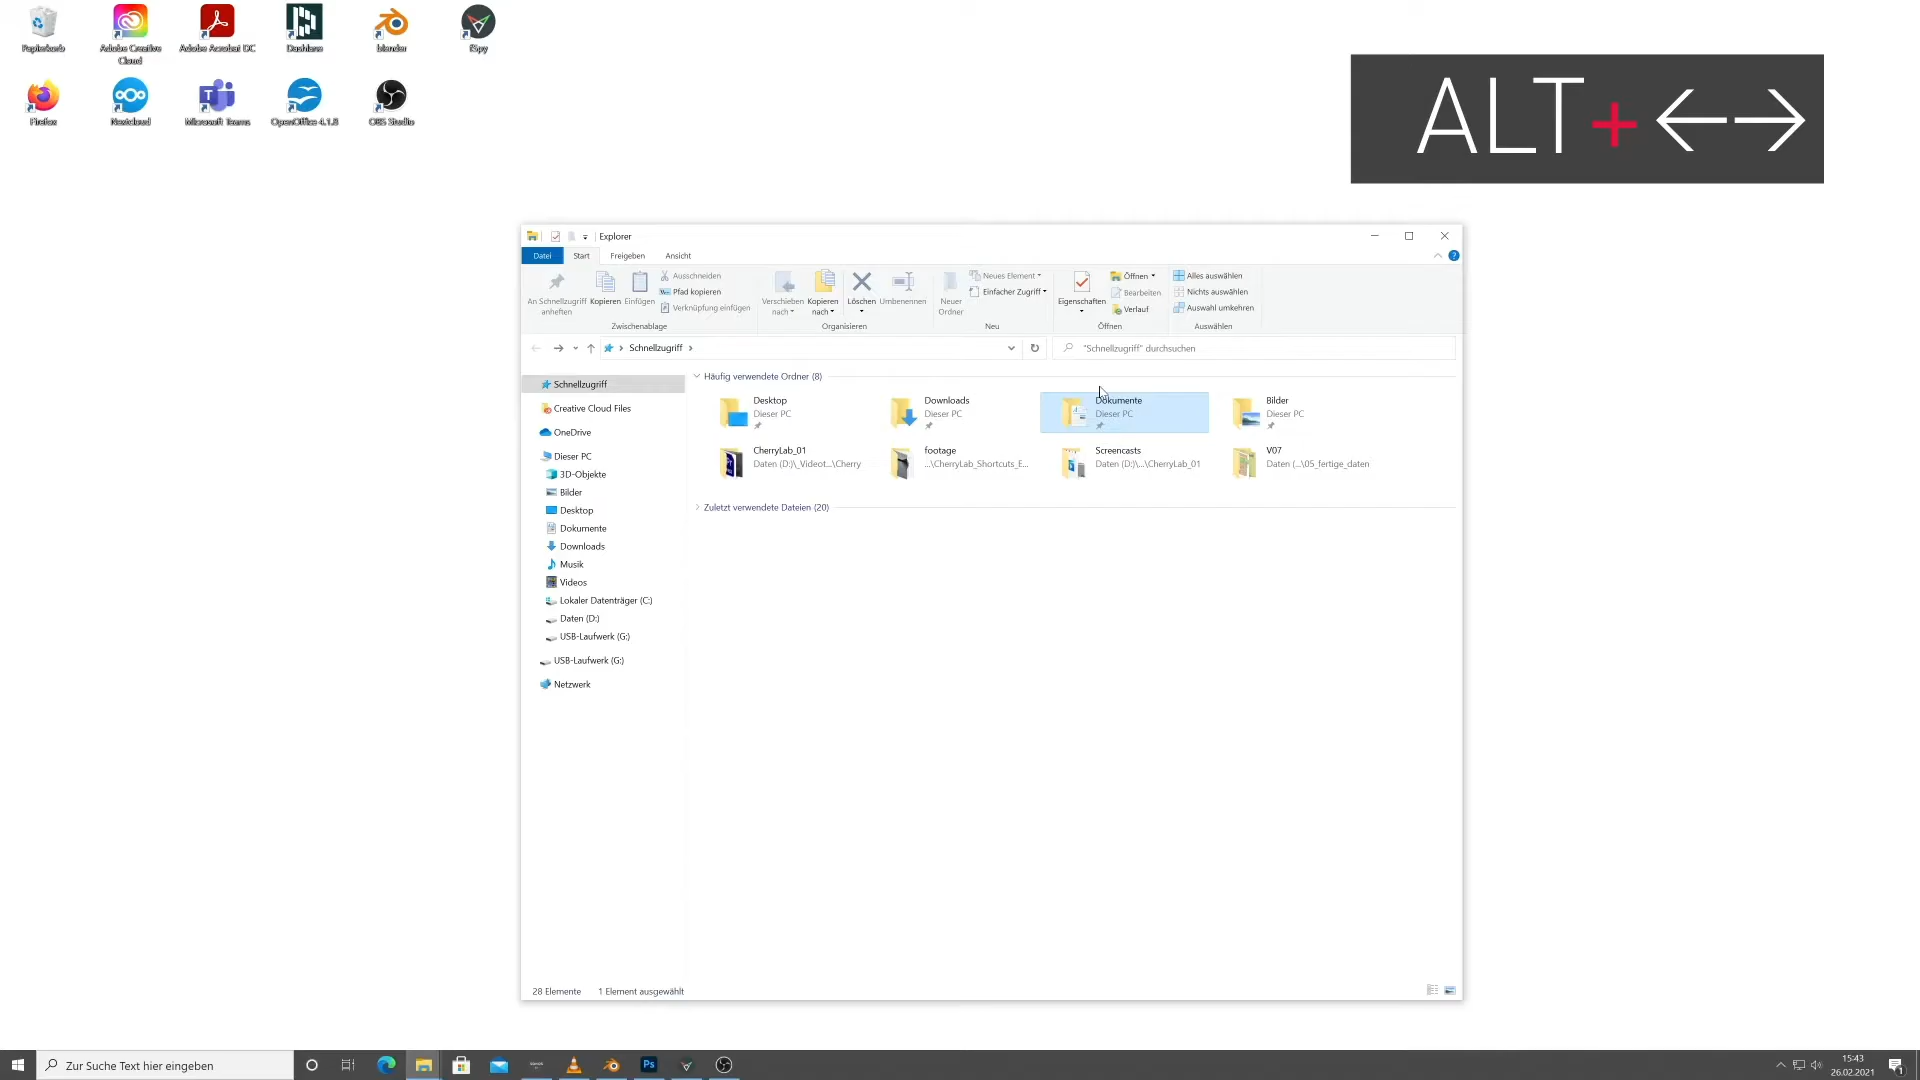 Papierkorb
Adobe Creative
Cloud
Adobe Acrobat DC
Dashlane
blender
fSpy
Firefox
Nextcloud
Microsoft Teams
OpenOffice 4.1.8
OBS Studio
ALT+←→
Explorer
Datei Start Freigeben Ansicht
An Schnellzugriff
anheften
Kopieren
Einfügen
Ausschneiden
Pfad kopieren
Verknüpfung einfügen
Zwischenablage
Verschieben
nach
Kopieren
nach
Löschen
Umbenennen
Organisieren
Neuer
Ordner
Neues Element
Einfacher Zugriff
Neu
Eigenschaften
Öffnen
Bearbeiten
Verlauf
Öffnen
Alles auswählen
Nichts auswählen
Auswahl umkehren
Auswählen
Schnellzugriff
"Schnellzugriff" durchsuchen
Schnellzugriff
Creative Cloud Files
OneDrive
Dieser PC
3D-Objekte
Bilder
Desktop
Dokumente
Downloads
Musik
Videos
Lokaler Datenträger (C:)
Daten (D:)
USB-Laufwerk (G:)
USB-Laufwerk (G:)
Netzwerk
Häufig verwendete Ordner (8)
Desktop
Dieser PC
Downloads
Dieser PC
Dokumente
Dieser PC
Bilder
Dieser PC
CherryLab_01
Daten (D:)\_Videot...\Cherry
footage
...\CherryLab_Shortcuts_E...
Screencasts
Daten (D:)\...\CherryLab_01
V07
Daten (...\05_fertige_daten
Zuletzt verwendete Dateien (20)
28 Elemente 1 Element ausgewählt
Zur Suche Text hier eingeben
Ps
15:43
26.02.2021
1